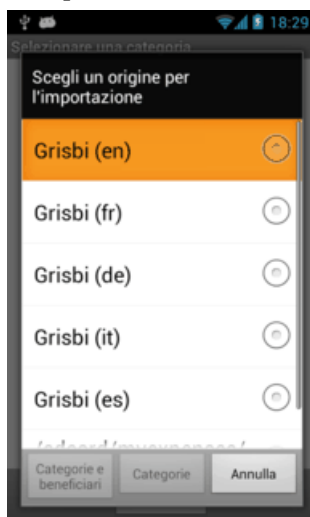 18:29
Selezionare una categoria
Scegli un origine per
l'importazione
Grisbi (en)
Grisbi (fr)
Grisbi (de)
Grisbi (it)
Grisbi (es)
Categorie e
beneficiari
Categorie
Annulla